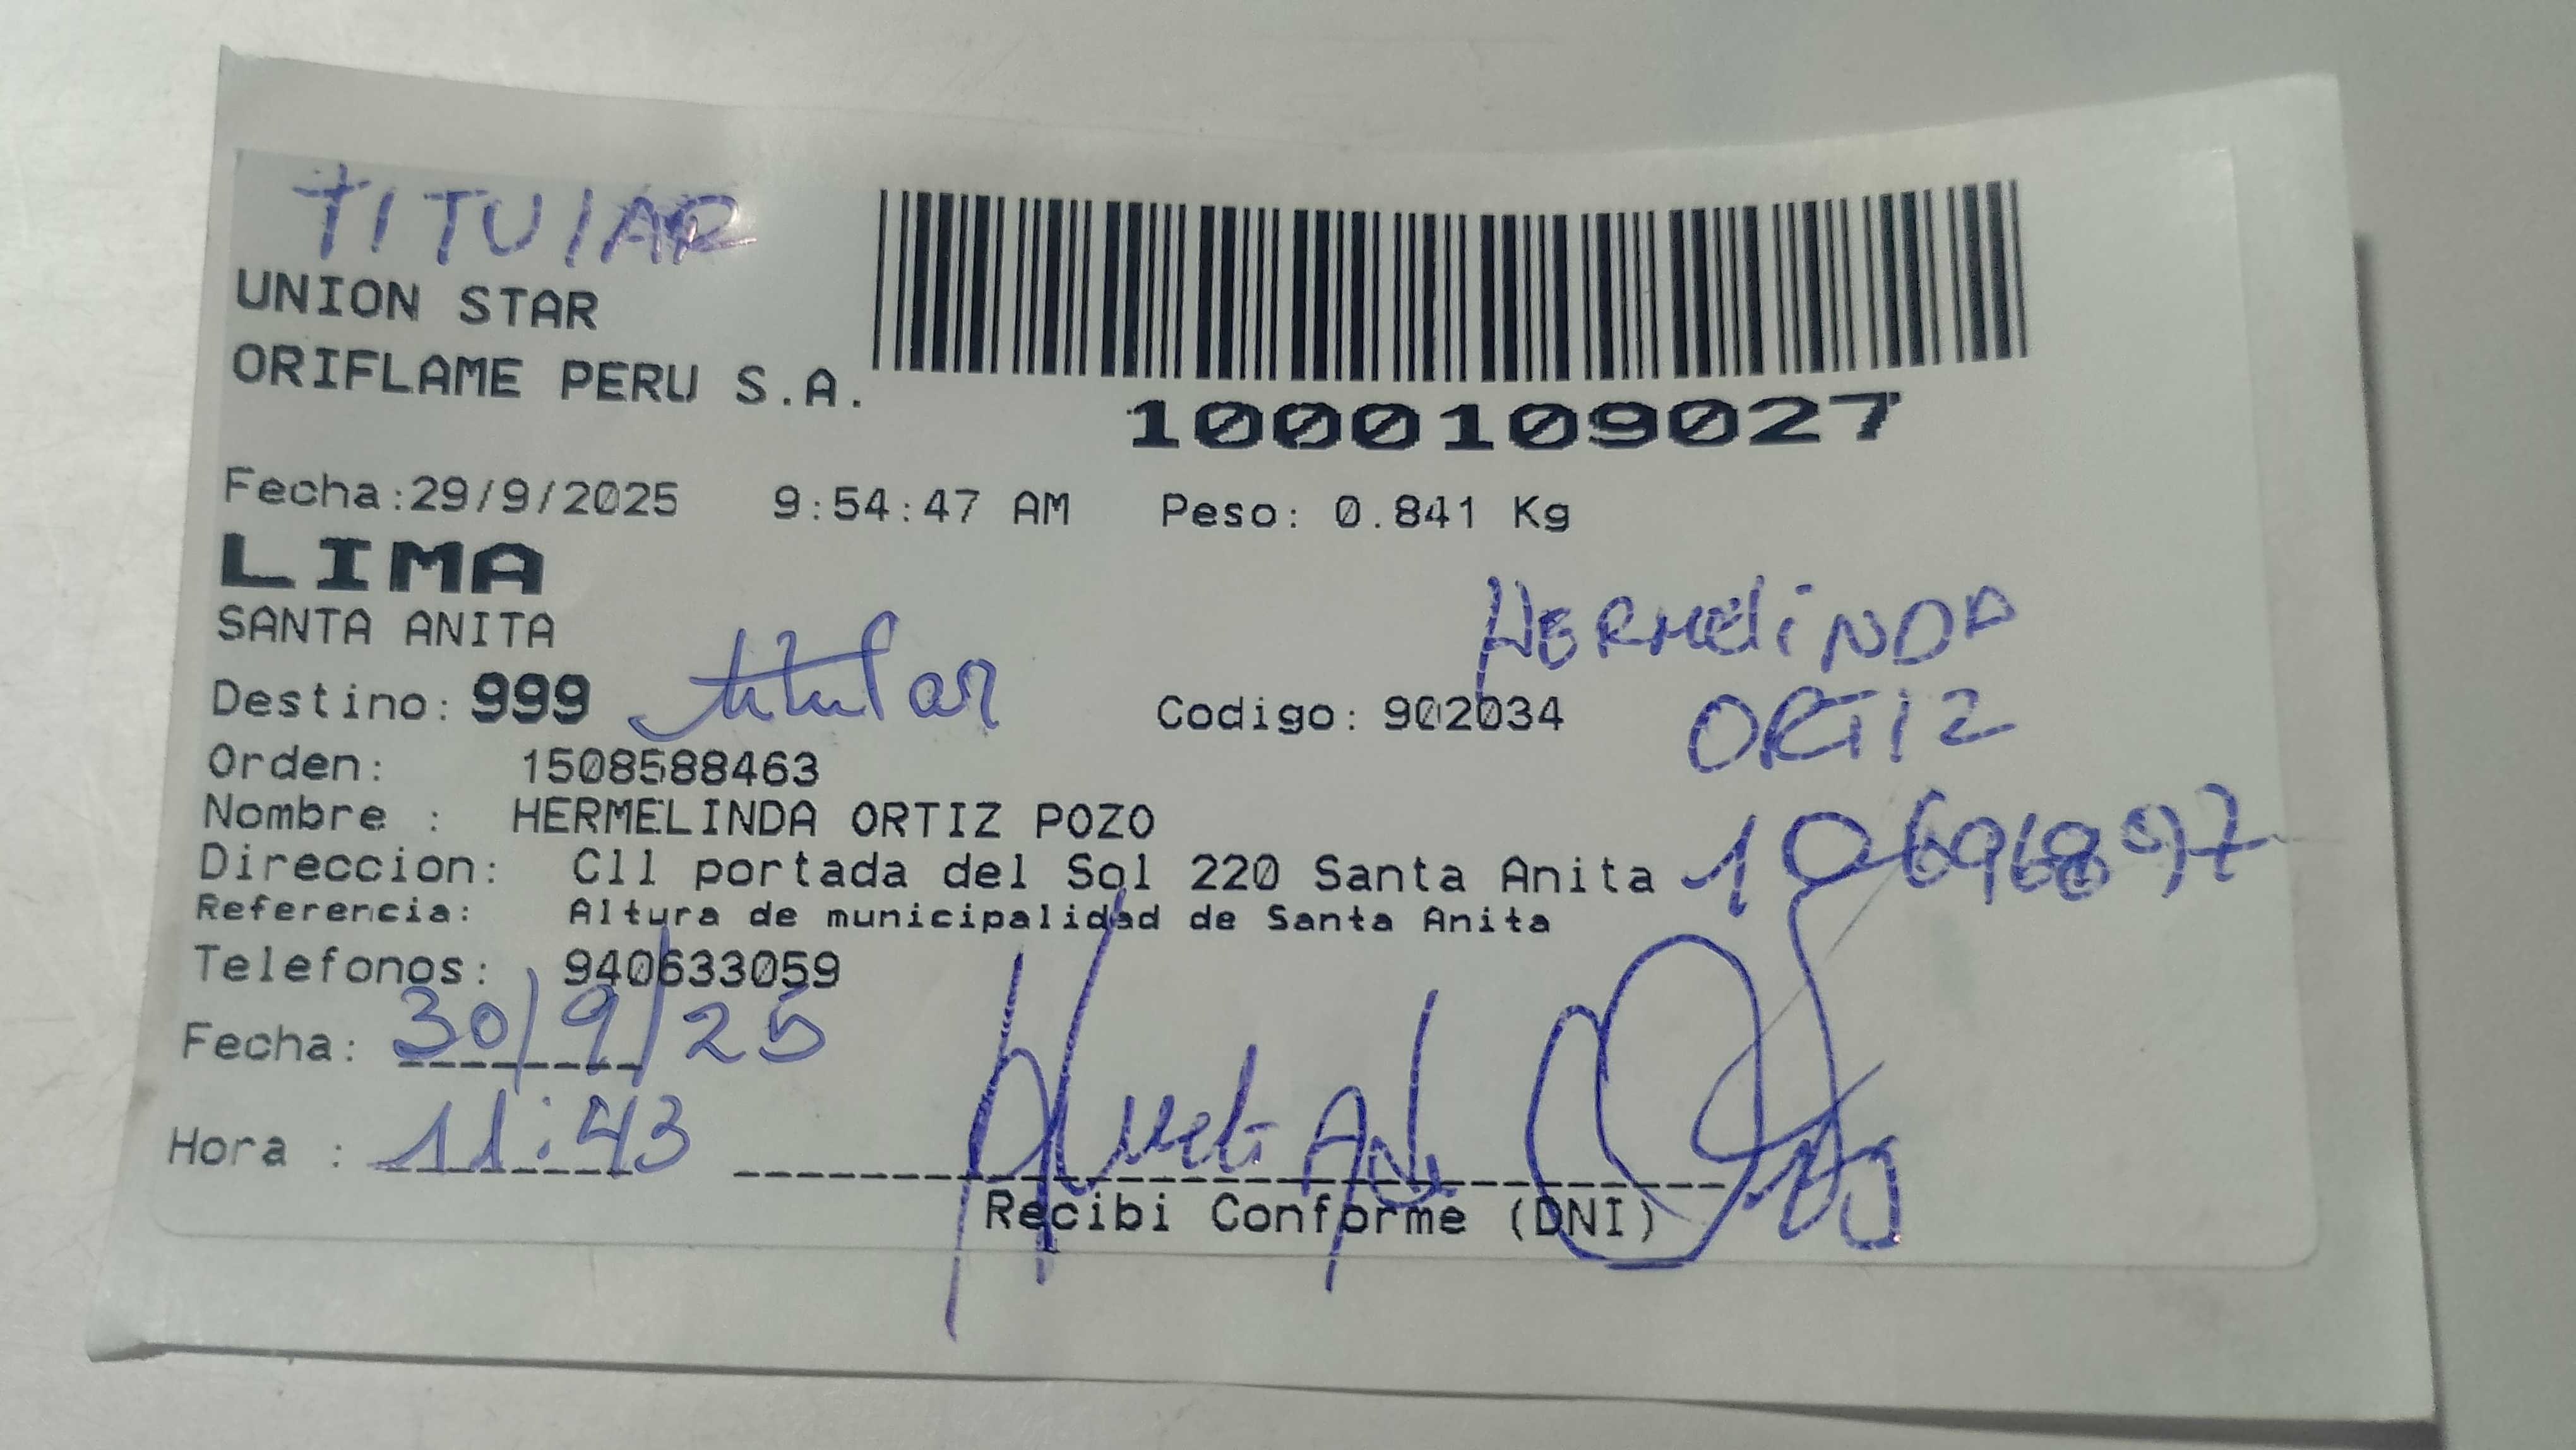 TITUlAR
UNION STAR
ORIFLAME PERU S.A.
1000109027
Fecha:29/9/2025 9:54:47 AM Peso: 0.841 Kg
LIMA
SANTA ANITA
HERMELiNDA
Destino: 999 titular Codigo: 902034
ORTIZ
Orden: 1508588463
Nombre : HERMELINDA ORTIZ POZO
Direccion: Cll portada del Sol 220 Santa Anita
Referencia: Altura de municipalidad de Santa Anita
Telefonos: 940633059
Fecha: 30/9/25
Hora : 11:43
Recibi Conforme (DNI)